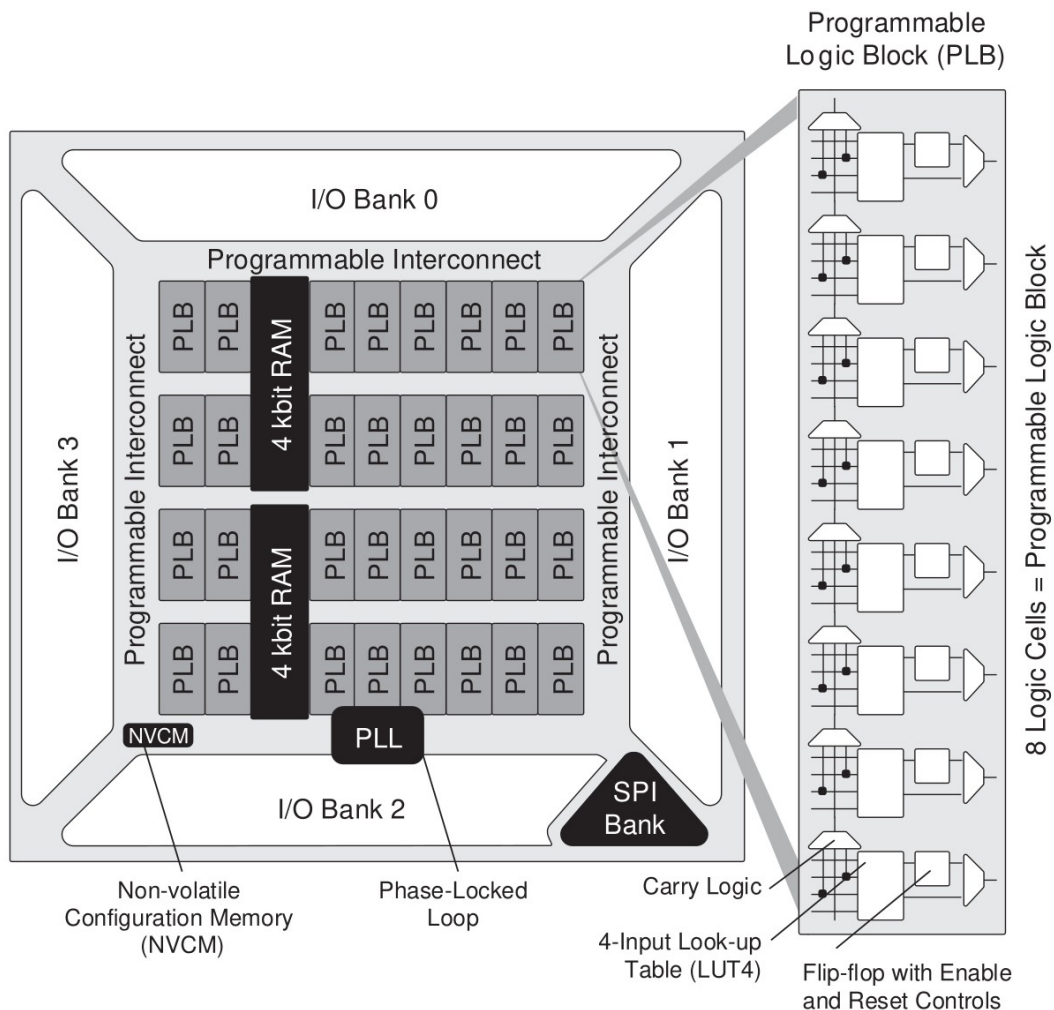 Programmable
Logic Block (PLB)
I/O Bank 0
Programmable Interconnect
I/O Bank 3
Programmable Interconnect
PLB PLB 4 kbit RAM PLB PLB PLB PLB PLB PLB
PLB PLB PLB PLB PLB PLB PLB PLB
PLB PLB 4 kbit RAM PLB PLB PLB PLB PLB PLB
PLB PLB PLB PLB PLB PLB PLB PLB
Programmable Interconnect
I/O Bank 1
8 Logic Cells = Programmable Logic Block
NVCM
PLL
I/O Bank 2
SPI
Bank
Non-volatile
Configuration Memory
(NVCM)
Phase-Locked
Loop
Carry Logic
4-Input Look-up
Table (LUT4)
Flip-flop with Enable
and Reset Controls